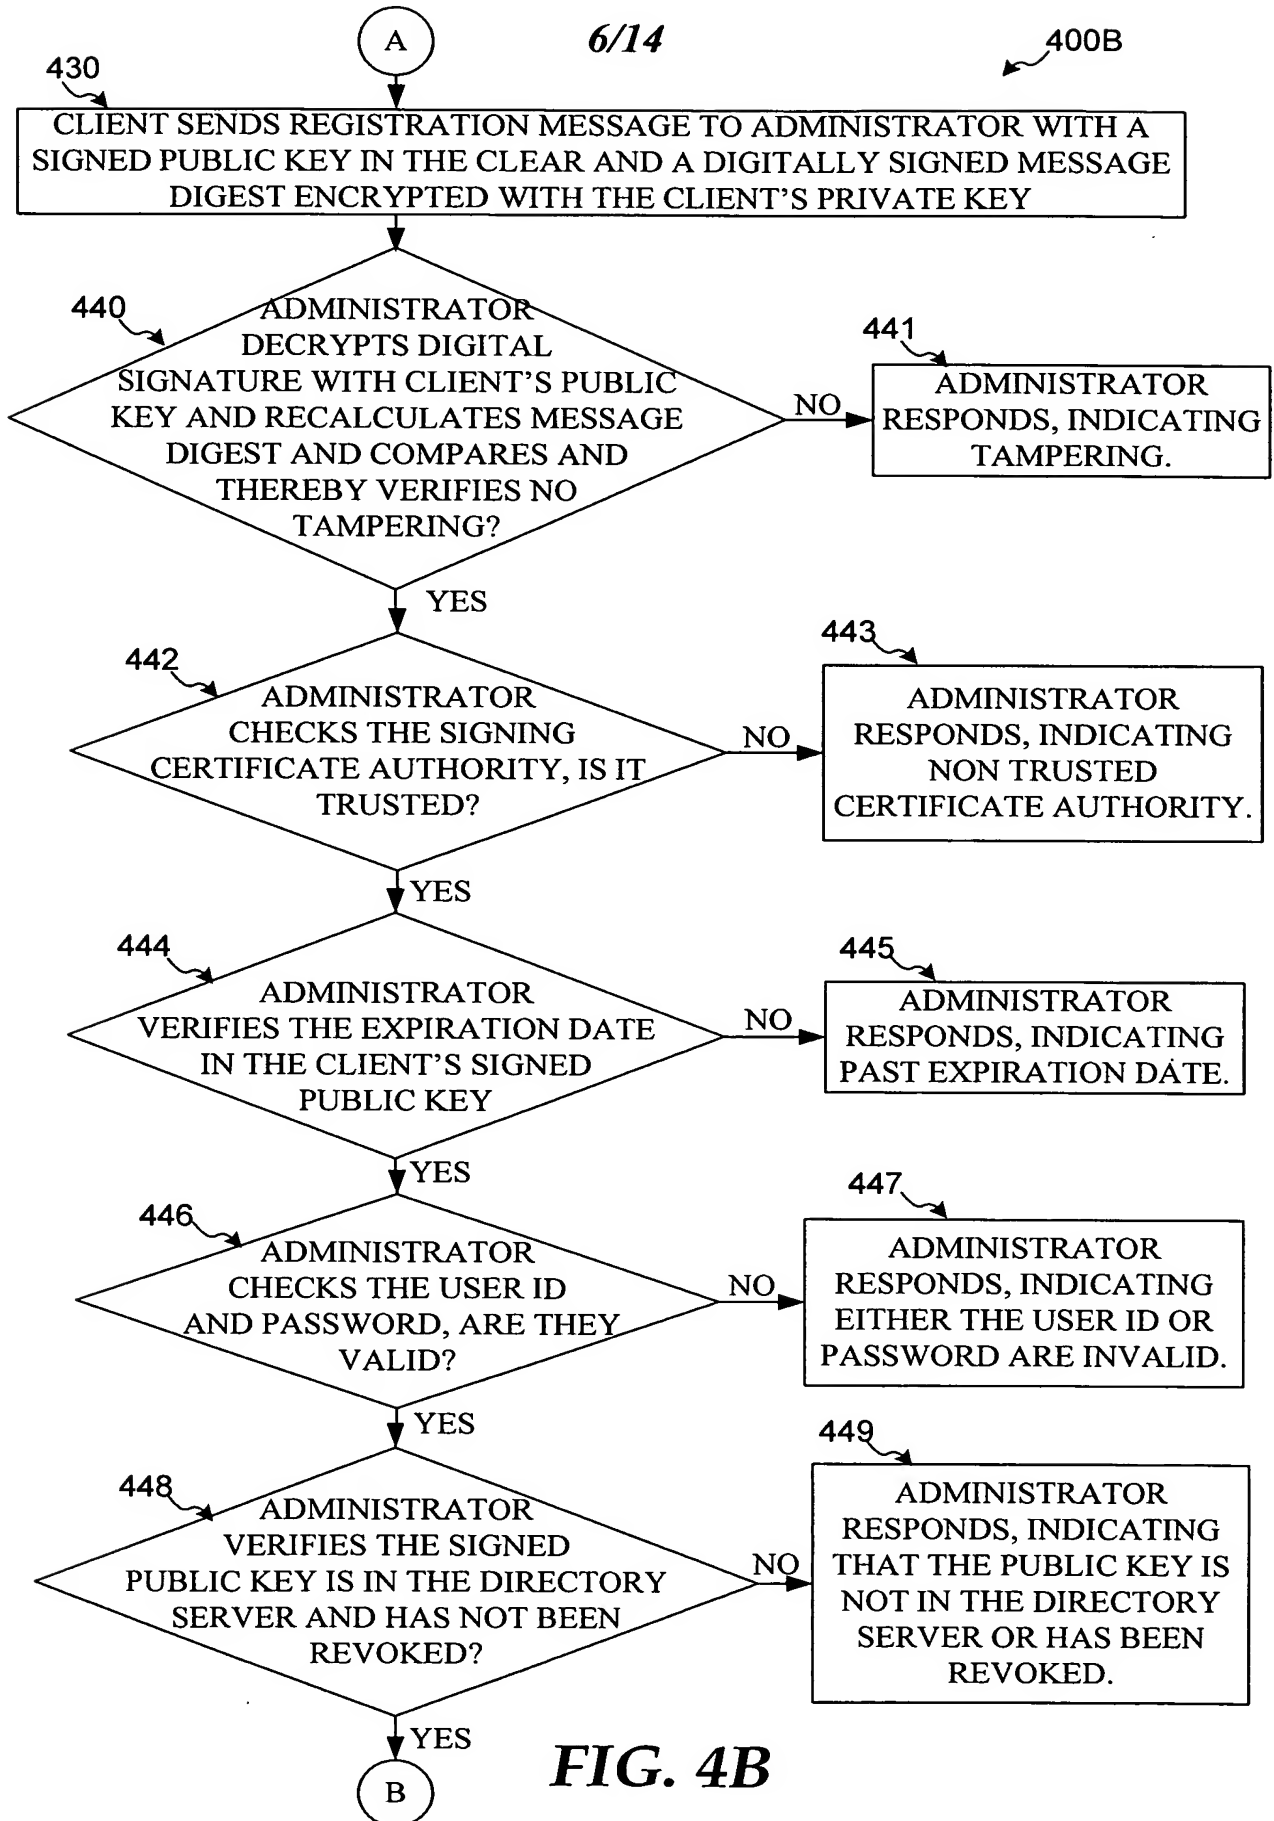 A
6/14
400B
430
CLIENT SENDS REGISTRATION MESSAGE TO ADMINISTRATOR WITH A
SIGNED PUBLIC KEY IN THE CLEAR AND A DIGITALLY SIGNED MESSAGE
DIGEST ENCRYPTED WITH THE CLIENT'S PRIVATE KEY
440
ADMINISTRATOR
DECRYPTS DIGITAL
SIGNATURE WITH CLIENT'S PUBLIC
KEY AND RECALCULATES MESSAGE
DIGEST AND COMPARES AND
THEREBY VERIFIES NO
TAMPERING?
NO
441
ADMINISTRATOR
RESPONDS, INDICATING
TAMPERING.
YES
442
ADMINISTRATOR
CHECKS THE SIGNING
CERTIFICATE AUTHORITY, IS IT
TRUSTED?
NO
443
ADMINISTRATOR
RESPONDS, INDICATING
NON TRUSTED
CERTIFICATE AUTHORITY.
YES
444
ADMINISTRATOR
VERIFIES THE EXPIRATION DATE
IN THE CLIENT'S SIGNED
PUBLIC KEY
NO
445
ADMINISTRATOR
RESPONDS, INDICATING
PAST EXPIRATION DATE.
YES
446
ADMINISTRATOR
CHECKS THE USER ID
AND PASSWORD, ARE THEY
VALID?
NO
447
ADMINISTRATOR
RESPONDS, INDICATING
EITHER THE USER ID OR
PASSWORD ARE INVALID.
YES
448
ADMINISTRATOR
VERIFIES THE SIGNED
PUBLIC KEY IS IN THE DIRECTORY
SERVER AND HAS NOT BEEN
REVOKED?
NO
449
ADMINISTRATOR
RESPONDS, INDICATING
THAT THE PUBLIC KEY IS
NOT IN THE DIRECTORY
SERVER OR HAS BEEN
REVOKED.
YES
B
FIG. 4B